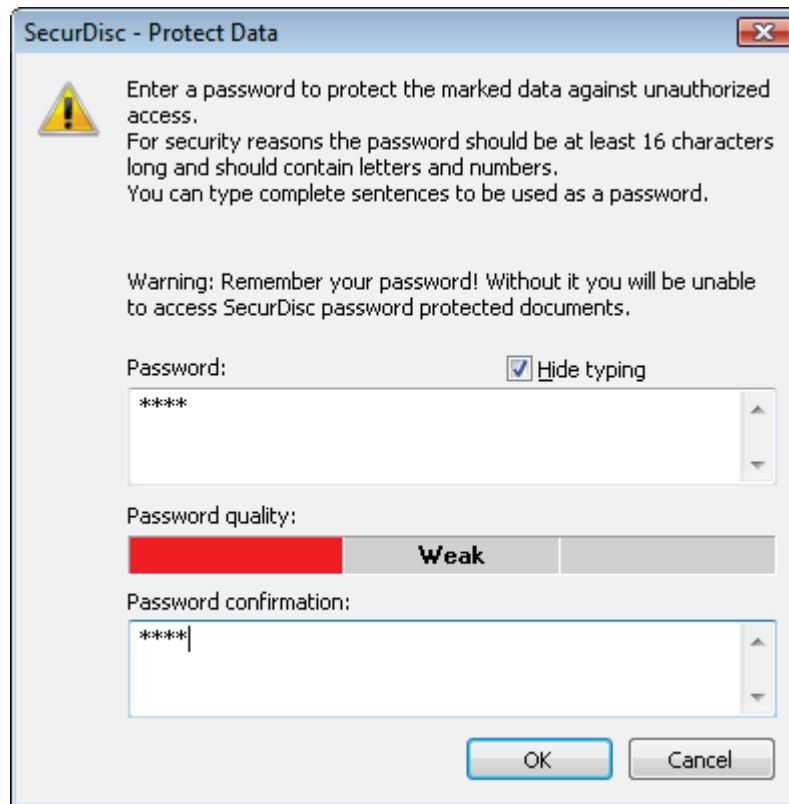 SecurDisc - Protect Data
Enter a password to protect the marked data against unauthorized
access.
For security reasons the password should be at least 16 characters
long and should contain letters and numbers.
You can type complete sentences to be used as a password.
Warning: Remember your password! Without it you will be unable
to access SecurDisc password protected documents.
Password: Hide typing
****
Password quality:
Weak
Password confirmation:
****
OK Cancel